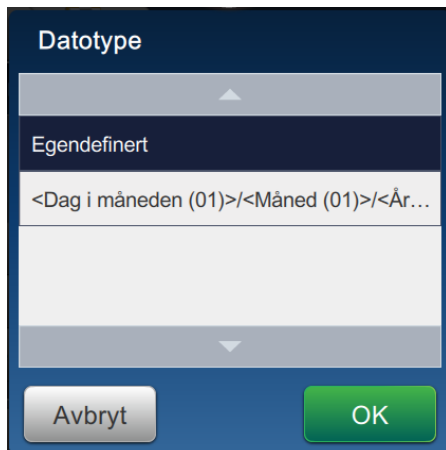 Datotype
Egendefinert
<Dag i måneden (01)>/<Måned (01)>/<År...
Avbryt
OK